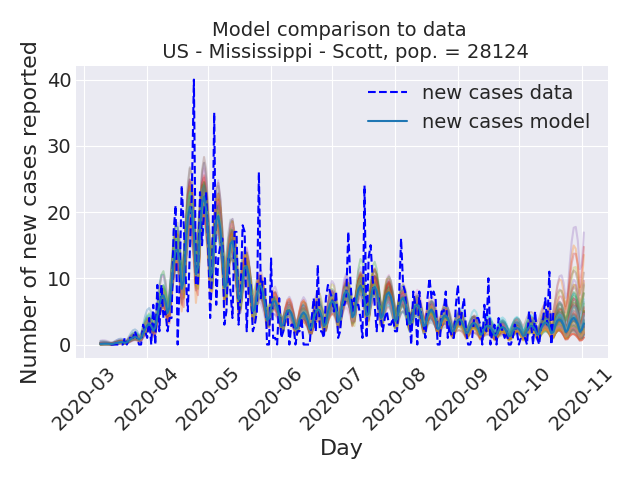 Model comparison to data
US - Mississippi - Scott, pop. = 28124
Number of new cases reported
40
30
20
10
0
new cases data
new cases model
2020-03
2020-04
2020-05
2020-06
2020-07
2020-08
2020-09
2020-10
2020-11
Day